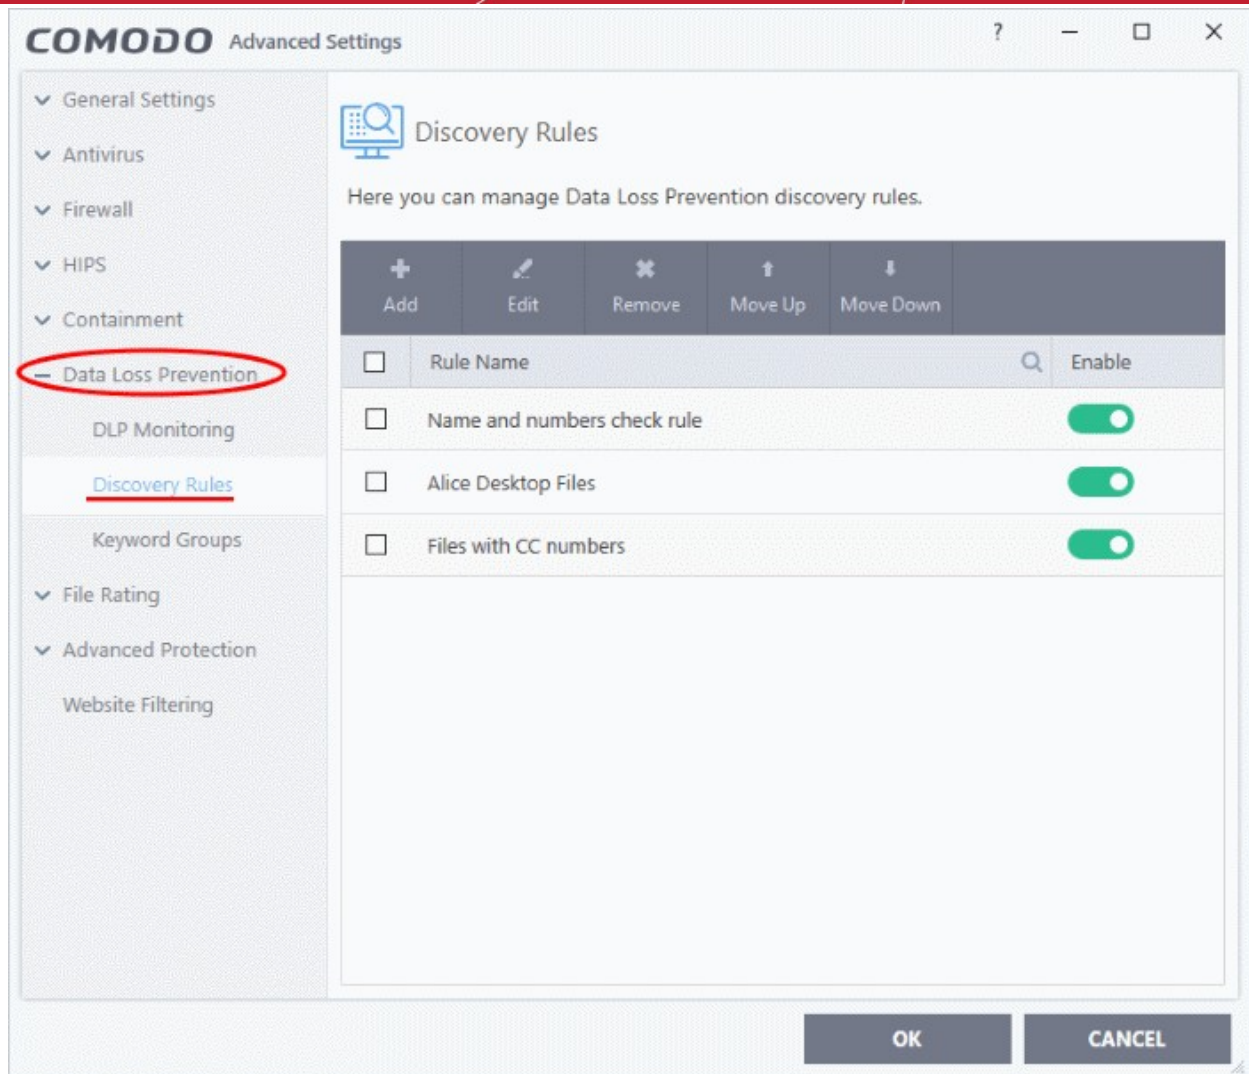 COMODO Advanced Settings ?
General Settings
Antivirus
Firewall
HIPS
Containment
Data Loss Prevention
DLP Monitoring
Discovery Rules
Keyword Groups
File Rating
Advanced Protection
Website Filtering
Discovery Rules
Here you can manage Data Loss Prevention discovery rules.
Add Edit Remove Move Up Move Down
Rule Name Enable
Name and numbers check rule
Alice Desktop Files
Files with CC numbers
OK CANCEL